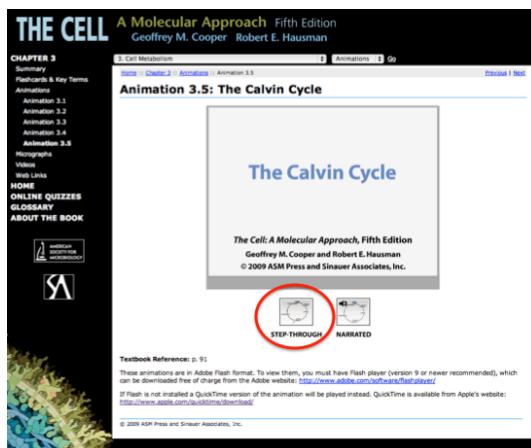 THE CELL
A Molecular Approach Fifth Edition
Geoffrey M. Cooper Robert E. Hausman
CHAPTER 3
Summary
Flashcards & Key Terms
Animations
Animation 3.1
Animation 3.2
Animation 3.3
Animation 3.4
Animation 3.5
Micrographs
Videos
Web Links
HOME
ONLINE QUIZZES
GLOSSARY
ABOUT THE BOOK
AMERICAN
SOCIETY FOR
MICROBIOLOGY
3. Cell Metabolism
Animations
Go
Home :: Chapter 3 :: Animations :: Animation 3.5
Previous | Next
Animation 3.5: The Calvin Cycle
The Calvin Cycle
The Cell: A Molecular Approach, Fifth Edition
Geoffrey M. Cooper and Robert E. Hausman
© 2009 ASM Press and Sinauer Associates, Inc.
STEP-THROUGH
NARRATED
Textbook Reference: p. 91
These animations are in Adobe Flash format. To view them, you must have Flash player (version 9 or newer recommended), which
can be downloaded free of charge from the Adobe website: http://www.adobe.com/software/flashplayer/
If Flash is not installed a QuickTime version of the animation will be played instead. QuickTime is available from Apple's website:
http://www.apple.com/quicktime/download/
© 2009 ASM Press and Sinauer Associates, Inc.